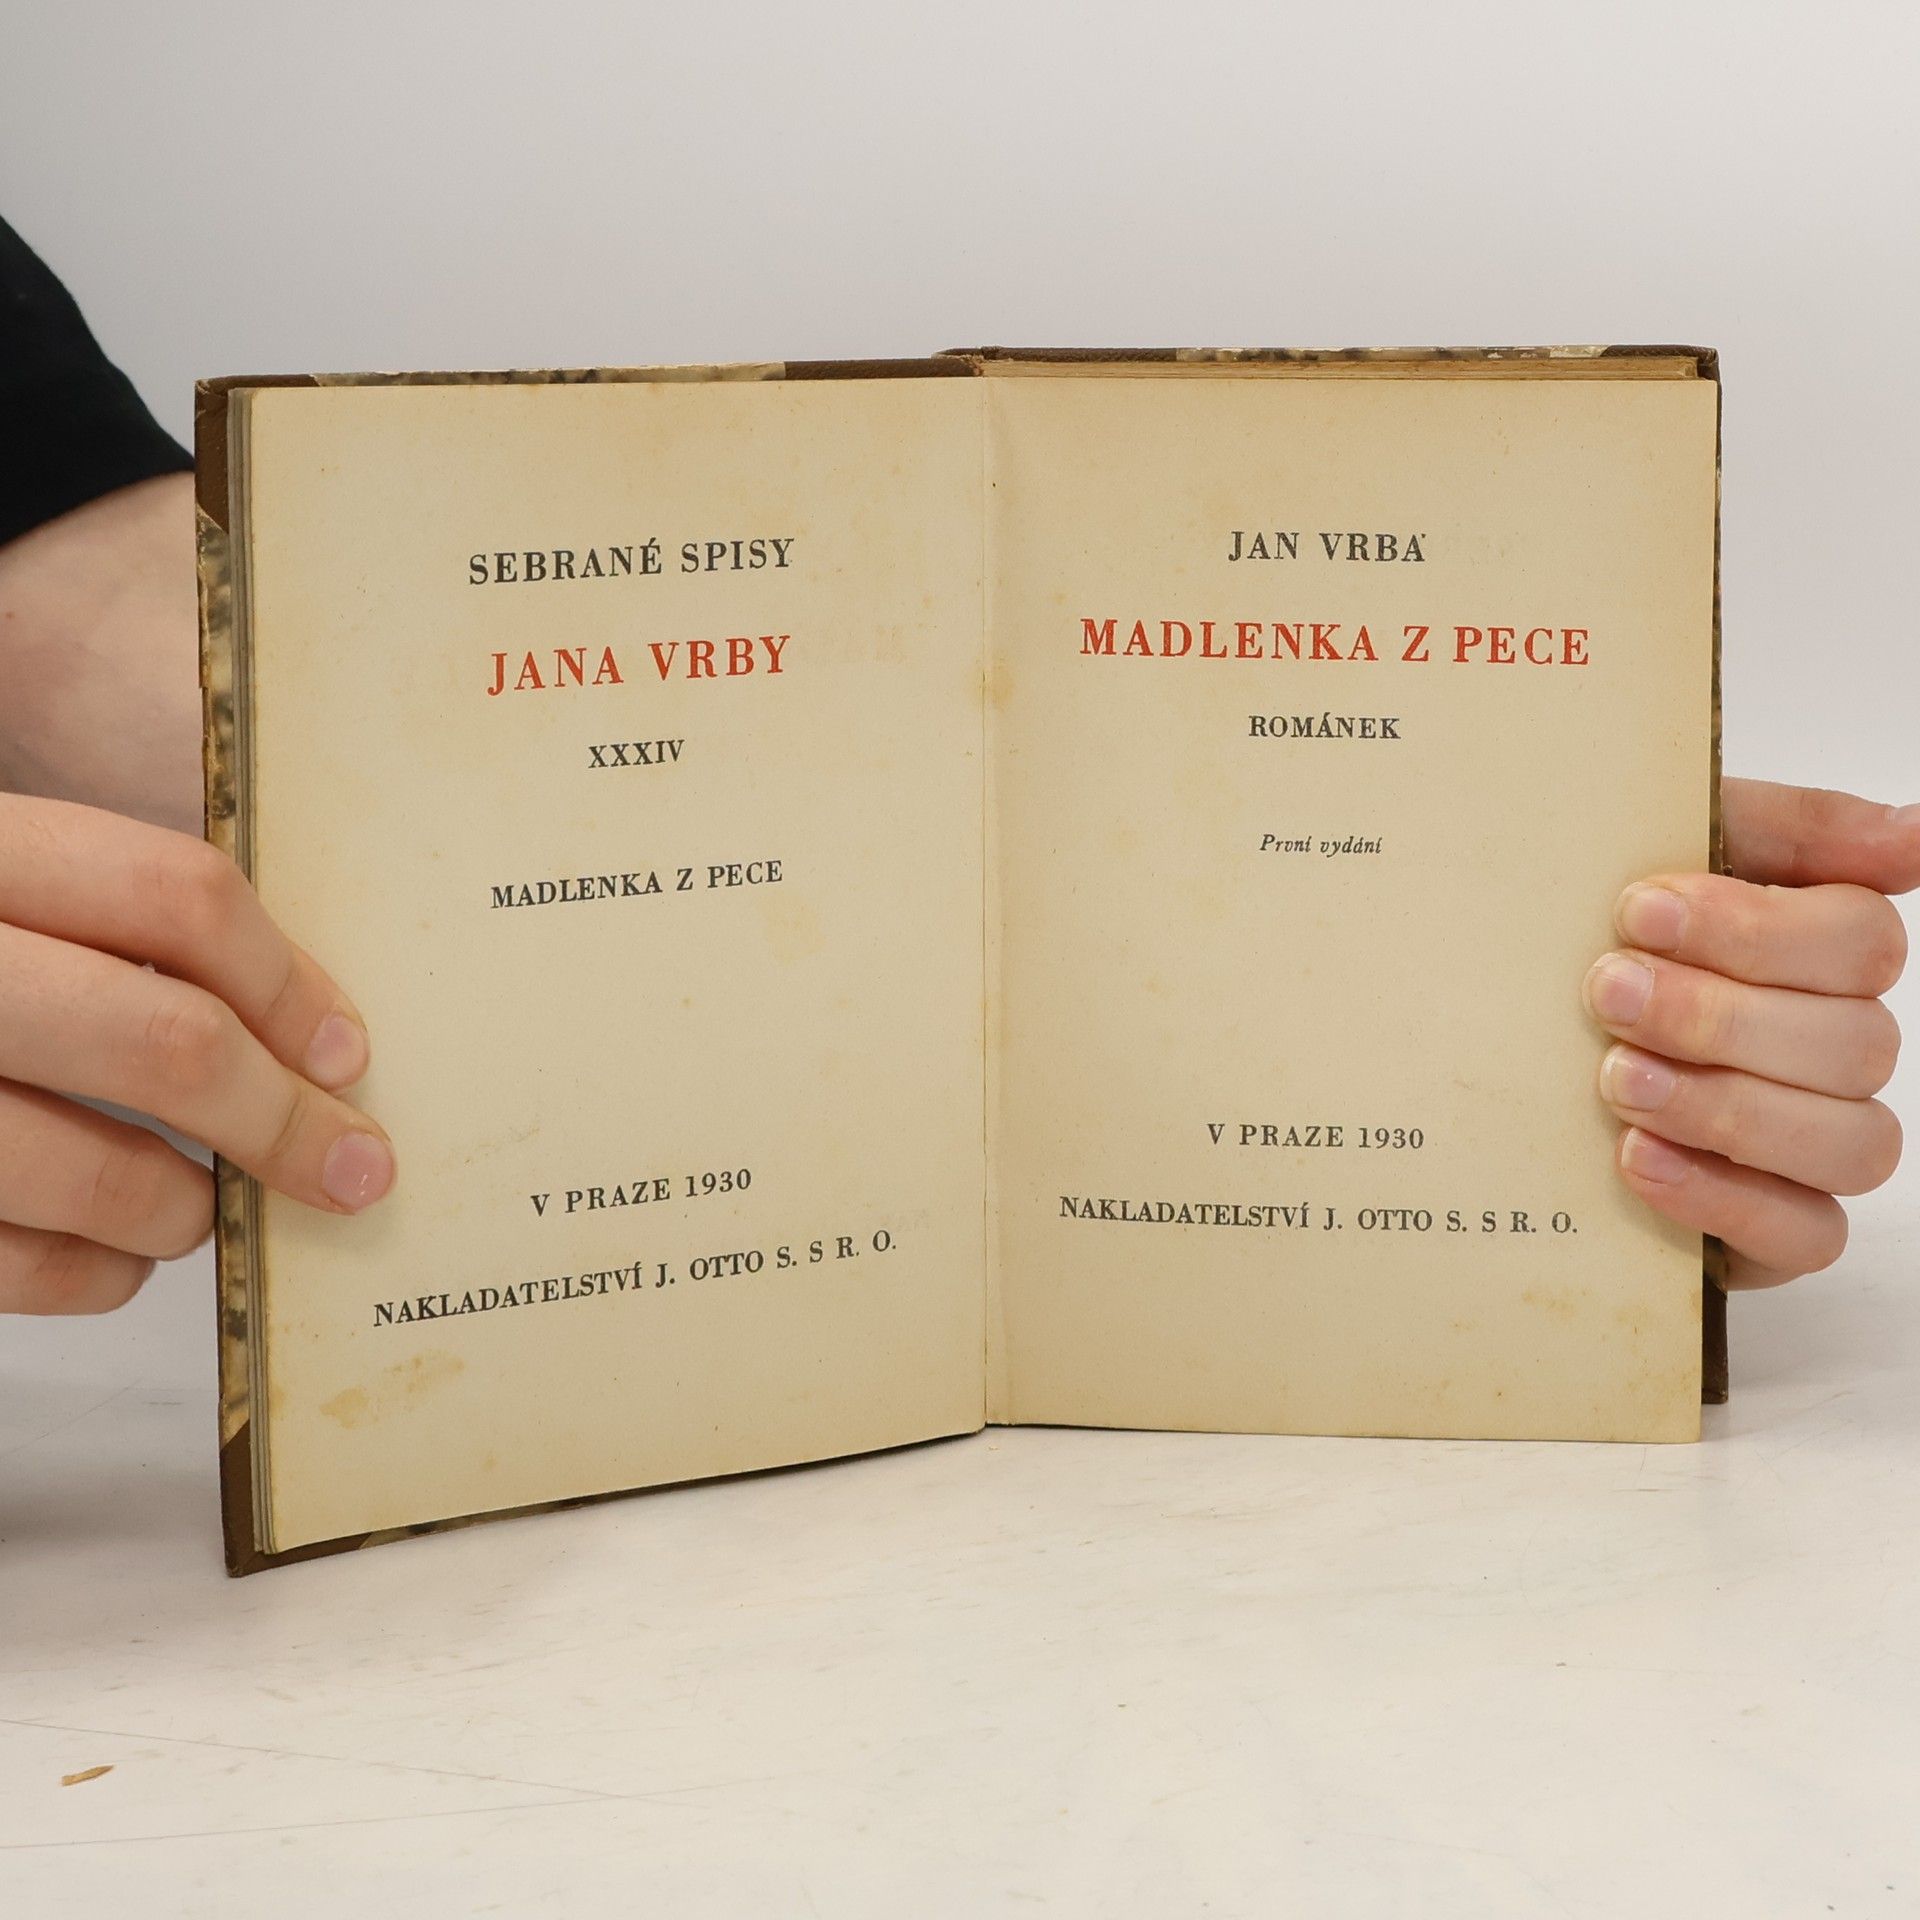 SEBRANÉ SPISY
JANA VRBY
XXXIV
MADLENKA Z PECE
V PRAZE 1930
NAKLADATELSTVÍ J. OTTO S. S R. O.
JAN VRBA
MADLENKA Z PECE
ROMÁNEK
První vydání
V PRAZE 1930
NAKLADATELSTVÍ J. OTTO S. S R. O.